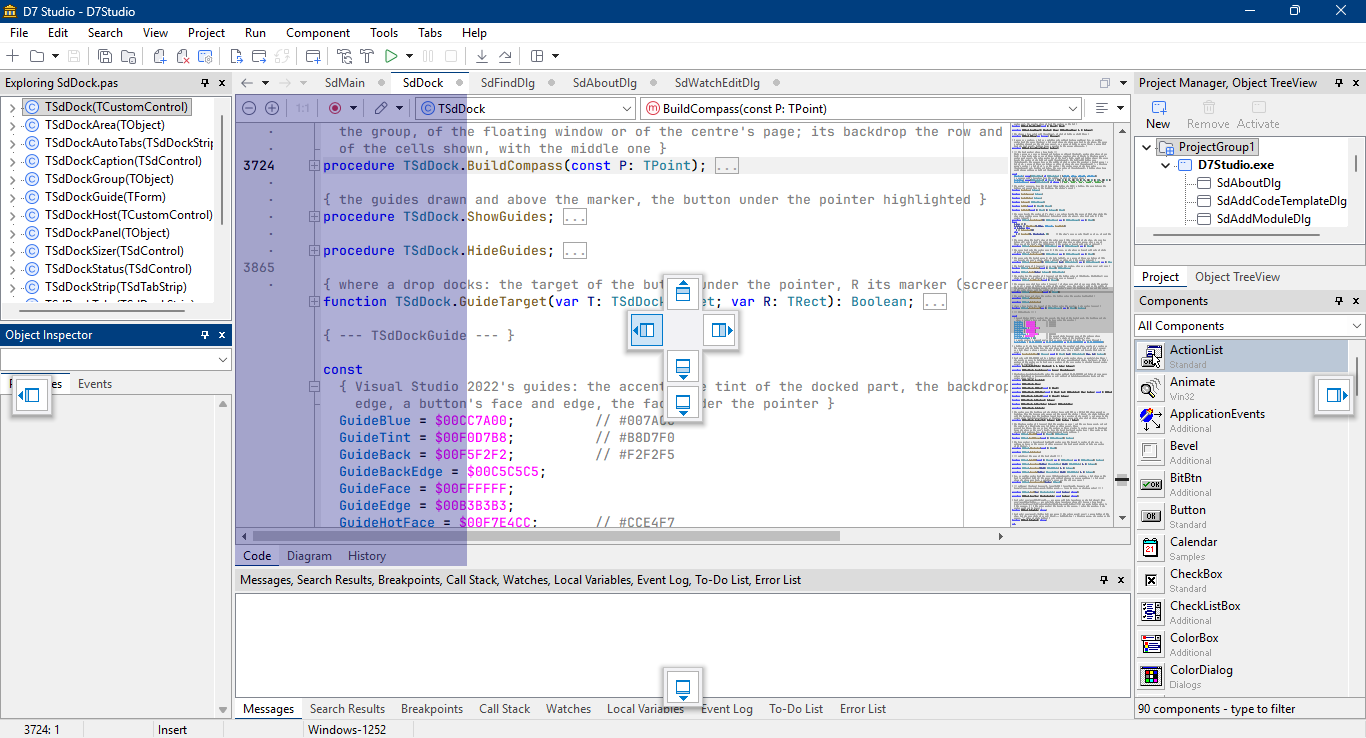 D7 Studio - D7Studio
File Edit Search View Project Run Component Tools Tabs Help
Exploring SdDock.pas
TSdDock(TCustomControl)
TSdDockArea(TObject)
TSdDockAutoTabs(TSdDockStrip
TSdDockCaption(TSdControl)
TSdDockGroup(TObject)
TSdDockGuide(TForm)
TSdDockHost(TCustomControl)
TSdDockPanel(TObject)
TSdDockSizer(TSdControl)
TSdDockStatus(TSdControl)
TSdDockStrip(TSdTabStrip)
Object Inspector
Events
SdMain SdDock SdFindDlg SdAboutDlg SdWatchEditDlg
1:1 TSdDock BuildCompass(const P: TPoint)
the group, of the floating window or of the centre's page; its backdrop the row and
of the cells shown, with the middle one }
3724 procedure TSdDock.BuildCompass(const P: TPoint); ...
{ the guides drawn and above the marker, the button under the pointer highlighted }
procedure TSdDock.ShowGuides; ...
procedure TSdDock.HideGuides; ...
3865
{ where a drop docks: the target of the but under the pointer, R its marker (screen
function TSdDock.GuideTarget(var T: TSdDock et; var R: TRect): Boolean; ...
{ --- TSdDockGuide --- }
const
{ Visual Studio 2022's guides: the accent e tint of the docked part, the backdrop
edge, a button's face and edge, the fac der the pointer }
GuideBlue = $00CC7A00; // #007A
GuideTint = $00F0D7B8; // #B8D7F0
GuideBack = $00F5F2F2; // #F2F2F5
GuideBackEdge = $00C5C5C5;
GuideFace = $00FFFFFF;
GuideEdge = $00B3B3B3;
GuideHotFace = $00F7E4CC; // #CCE4F7
Code Diagram History
Messages, Search Results, Breakpoints, Call Stack, Watches, Local Variables, Event Log, To-Do List, Error List
Messages Search Results Breakpoints Call Stack Watches Local Variables Event Log To-Do List Error List
Project Manager, Object TreeView
New Remove Activate
ProjectGroup1
D7Studio.exe
SdAboutDlg
SdAddCodeTemplateDlg
SdAddModuleDlg
Project Object TreeView
Components
All Components
ActionList
Standard
Animate
Win32
ApplicationEvents
Additional
Bevel
Additional
BitBtn
Additional
Button
Standard
Calendar
Samples
CheckBox
Standard
CheckListBox
Additional
ColorBox
Additional
ColorDialog
Dialogs
90 components - type to filter
3724: 1 Insert Windows-1252